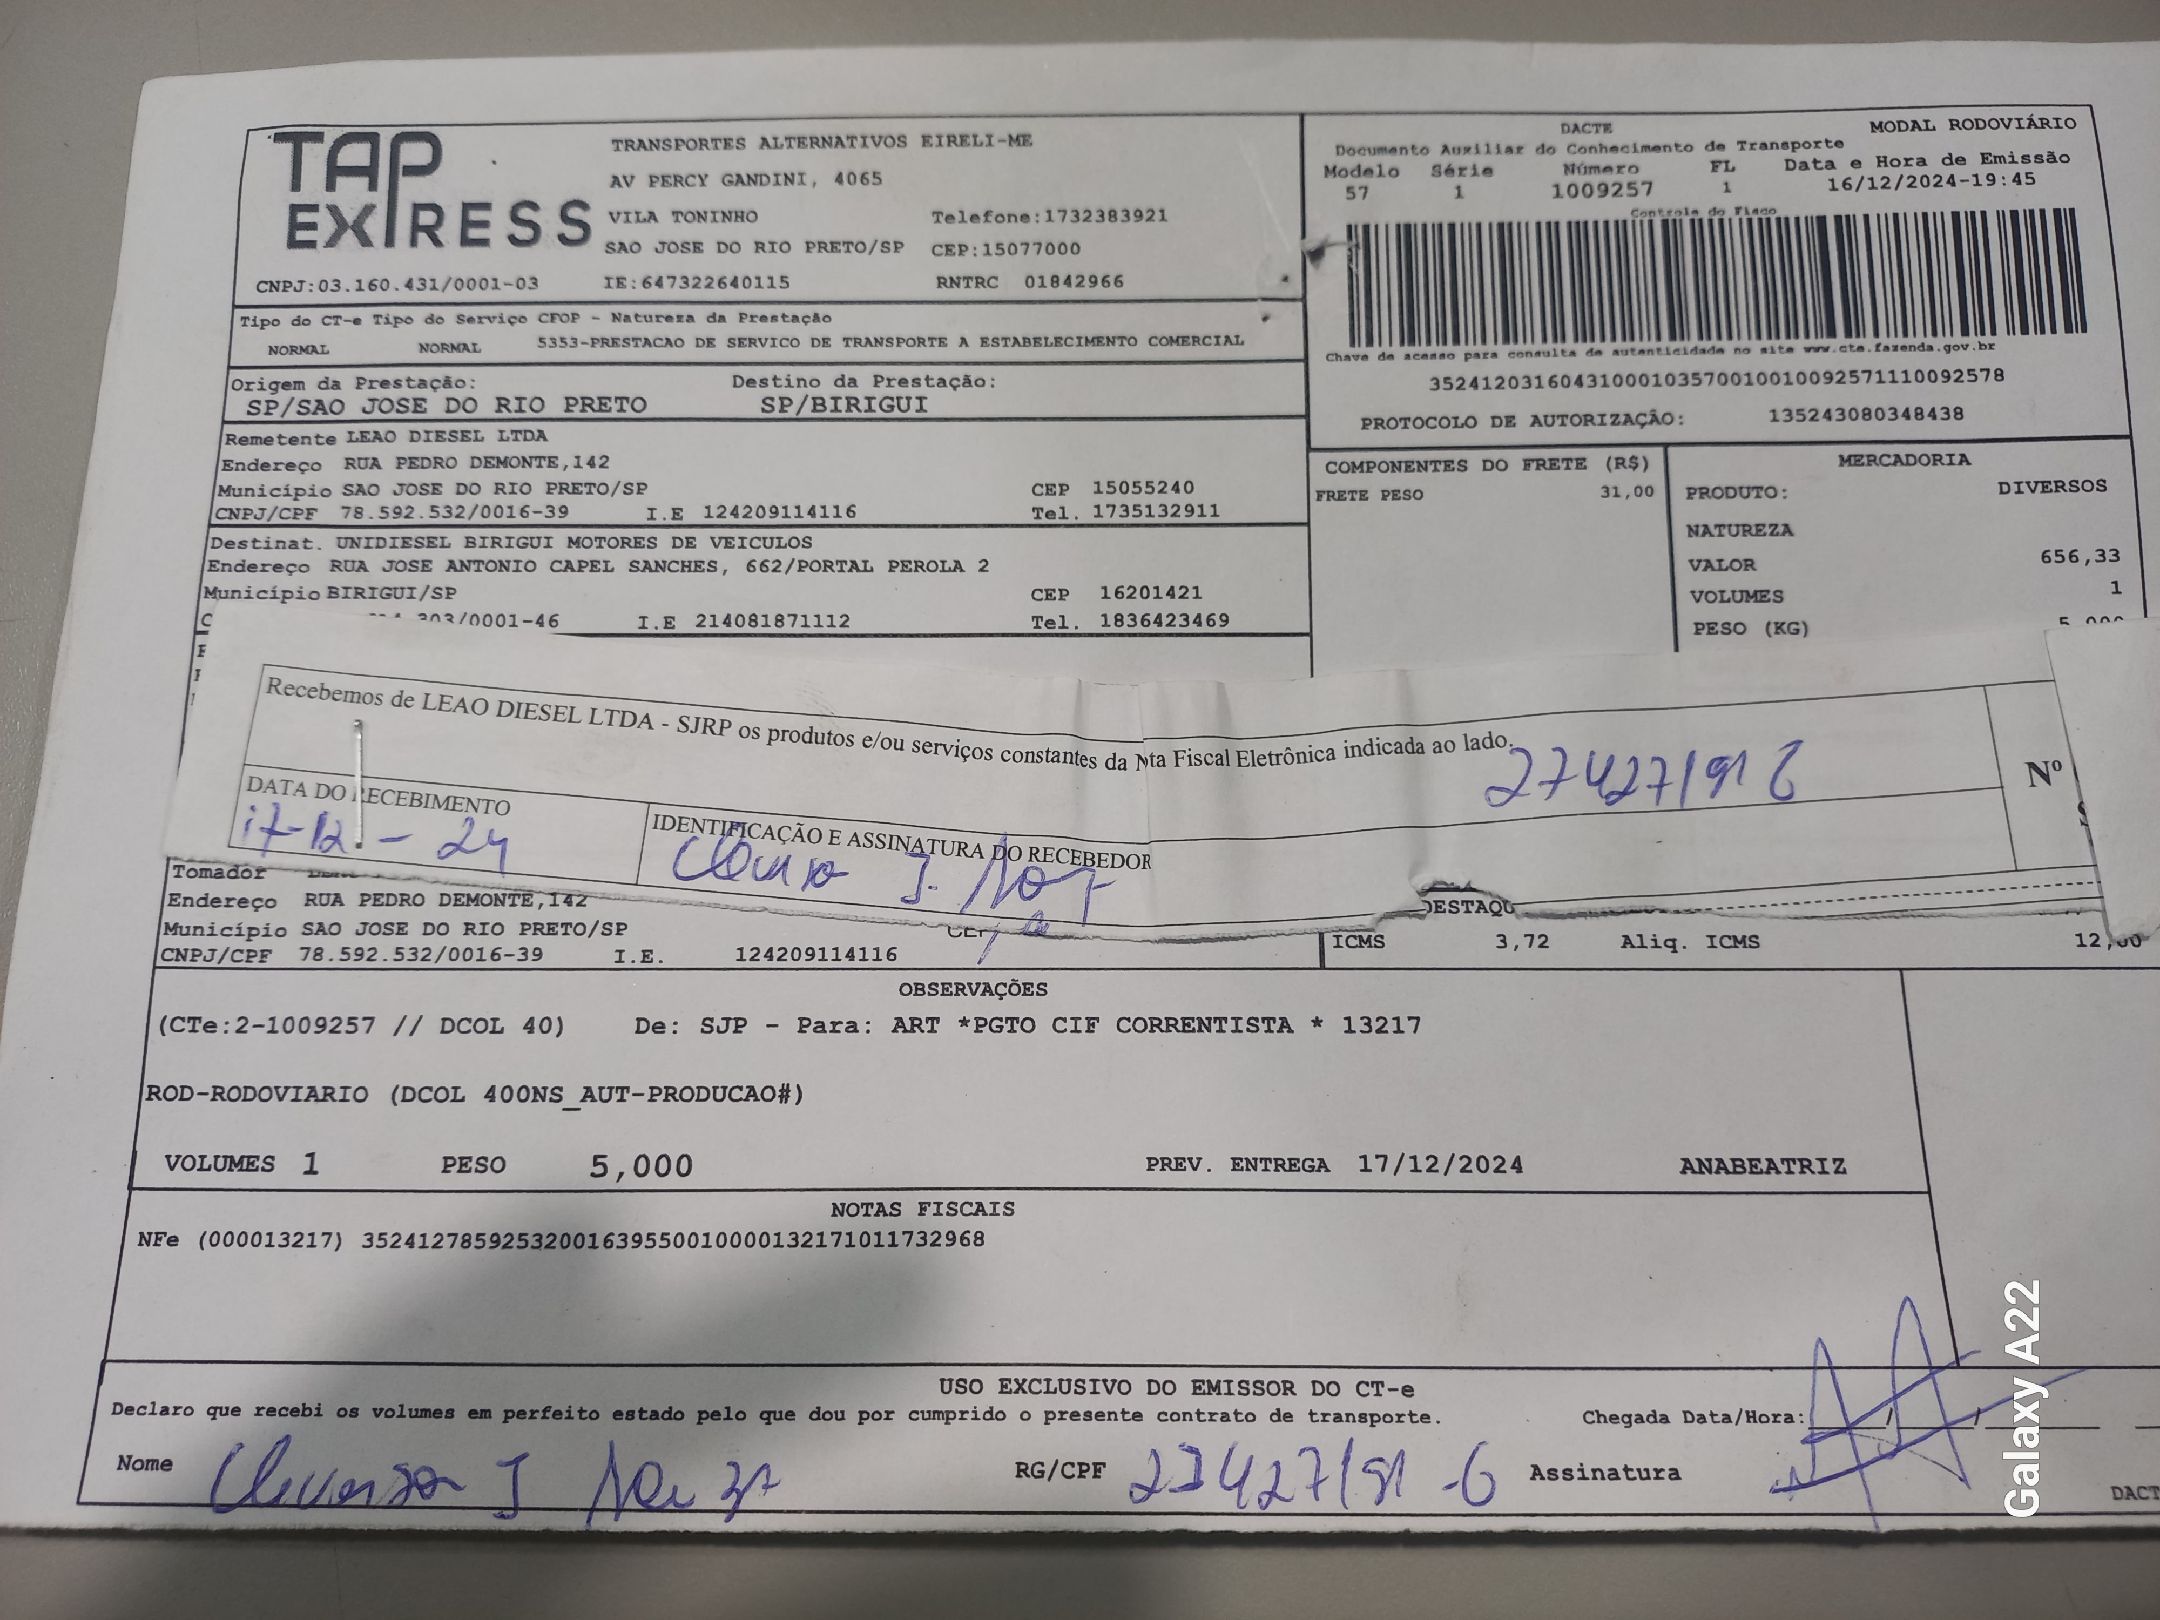 TAP
EXPRESS
TRANSPORTES ALTERNATIVOS EIRELI-ME
AV PERCY GANDINI, 4065
VILA TONINHO Telefone:1732383921
SAO JOSE DO RIO PRETO/SP CEP:15077000
CNPJ:03.160.431/0001-03 IE:647322640115 RNTRC 01842966
DACTE MODAL RODOVIÁRIO
Documento Auxiliar do Conhecimento de Transporte
Modelo Série Número FL Data e Hora de Emissão
57 1 1009257 1 16/12/2024-19:45
Controle do Fisco
Chave de acesso para consulta de autenticidade no site www.cte.fazenda.gov.br
35241203160431000103570010010092571110092578
PROTOCOLO DE AUTORIZAÇÃO: 135243080348438
Tipo do CT-e Tipo do Serviço CFOP - Natureza da Prestação
NORMAL NORMAL 5353-PRESTACAO DE SERVICO DE TRANSPORTE A ESTABELECIMENTO COMERCIAL
Origem da Prestação: Destino da Prestação:
SP/SAO JOSE DO RIO PRETO SP/BIRIGUI
Remetente LEAO DIESEL LTDA
Endereço RUA PEDRO DEMONTE,142
Município SAO JOSE DO RIO PRETO/SP CEP 15055240
CNPJ/CPF 78.592.532/0016-39 I.E 124209114116 Tel. 1735132911
Destinat. UNIDIESEL BIRIGUI MOTORES DE VEICULOS
Endereço RUA JOSE ANTONIO CAPEL SANCHES, 662/PORTAL PEROLA 2
Município BIRIGUI/SP CEP 16201421
303/0001-46 I.E 214081871112 Tel. 1836423469
COMPONENTES DO FRETE (R$)
FRETE PESO 31,00
MERCADORIA
PRODUTO: DIVERSOS
NATUREZA
VALOR 656,33
VOLUMES 1
PESO (KG) 5,000
Recebemos de LEAO DIESEL LTDA - SJRP os produtos e/ou serviços constantes da Nta Fiscal Eletrônica indicada ao lado.
27427191 6
Nº
DATA DO RECEBIMENTO
17-12-24
IDENTIFICAÇÃO E ASSINATURA DO RECEBEDOR
Tomador
Endereço RUA PEDRO DEMONTE,142
Município SAO JOSE DO RIO PRETO/SP CEP
CNPJ/CPF 78.592.532/0016-39 I.E. 124209114116
DESTAQU
ICMS 3,72 Aliq. ICMS 12,00
OBSERVAÇÕES
(CTe:2-1009257 // DCOL 40) De: SJP - Para: ART *PGTO CIF CORRENTISTA * 13217
ROD-RODOVIARIO (DCOL 400NS_AUT-PRODUCAO#)
VOLUMES 1 PESO 5,000 PREV. ENTREGA 17/12/2024 ANABEATRIZ
NOTAS FISCAIS
NFe (000013217) 35241278592532001639550010000132171011732968
USO EXCLUSIVO DO EMISSOR DO CT-e
Declaro que recebi os volumes em perfeito estado pelo que dou por cumprido o presente contrato de transporte. Chegada Data/Hora: / /
Nome Cleverson J RG/CPF 27427191-6 Assinatura
DACT
Galaxy A22